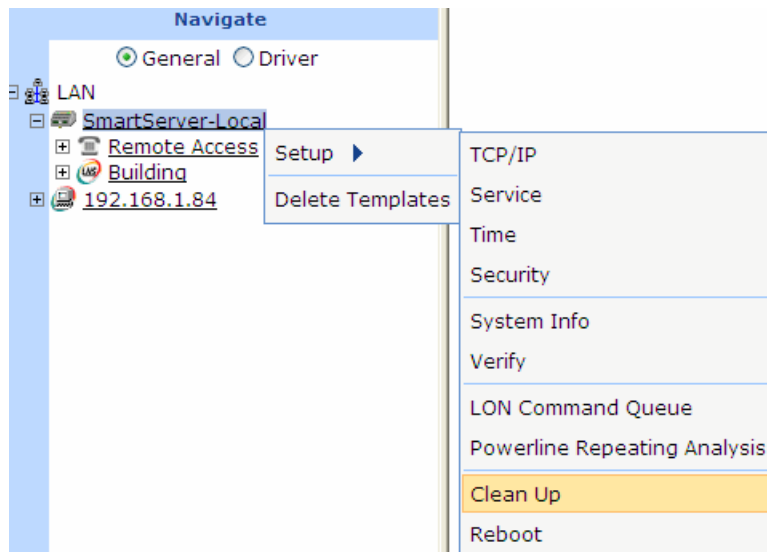 Navigate
General Driver
LAN
SmartServer-Local
Remote Access
Building
192.168.1.84
Setup
Delete Templates
TCP/IP
Service
Time
Security
System Info
Verify
LON Command Queue
Powerline Repeating Analysis
Clean Up
Reboot